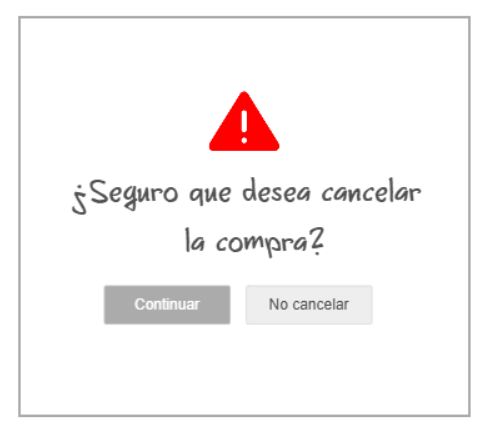 ¿Seguro que desea cancelar
la compra?
Continuar
No cancelar